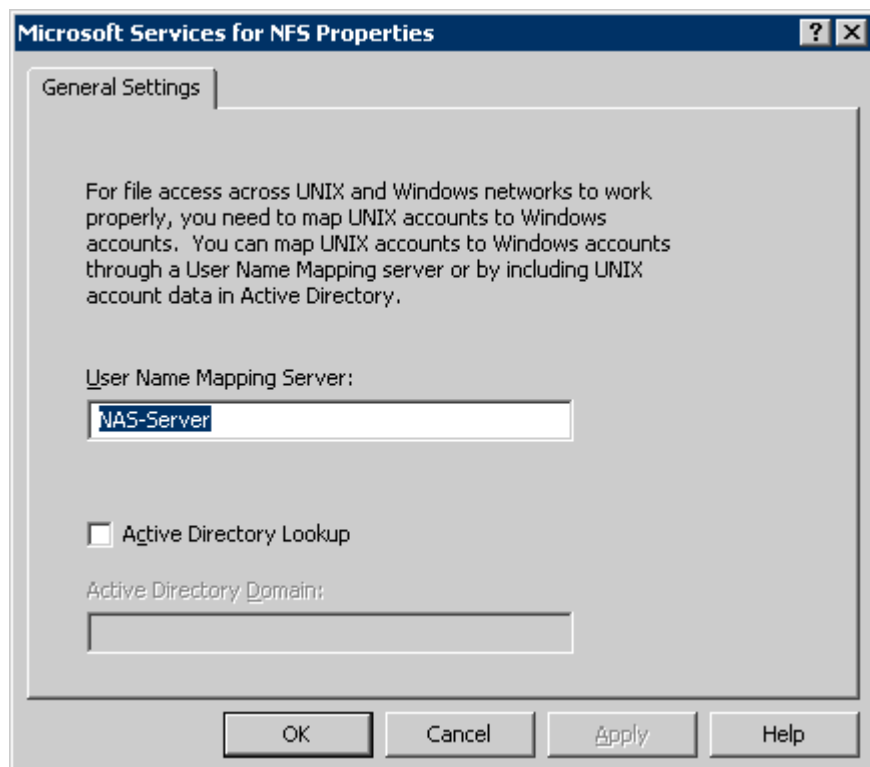 Microsoft Services for NFS Properties
General Settings
For file access across UNIX and Windows networks to work
properly, you need to map UNIX accounts to Windows
accounts. You can map UNIX accounts to Windows accounts
through a User Name Mapping server or by including UNIX
account data in Active Directory.
User Name Mapping Server:
NAS-Server
Active Directory Lookup
Active Directory Domain:
OK Cancel Apply Help